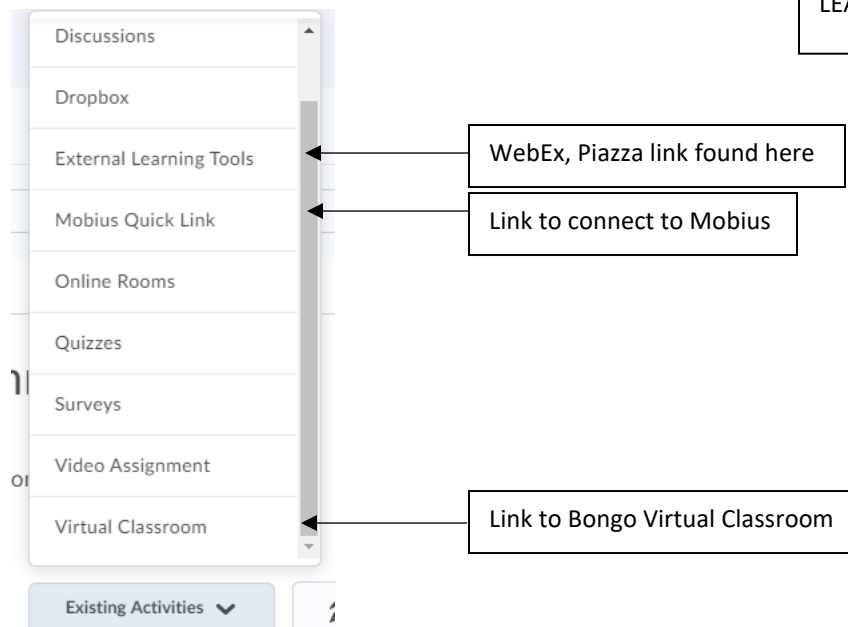 LEA
Discussions
Dropbox
External Learning Tools
WebEx, Piazza link found here
Mobius Quick Link
Link to connect to Mobius
Online Rooms
Quizzes
Surveys
Video Assignment
Virtual Classroom
Link to Bongo Virtual Classroom
Existing Activities